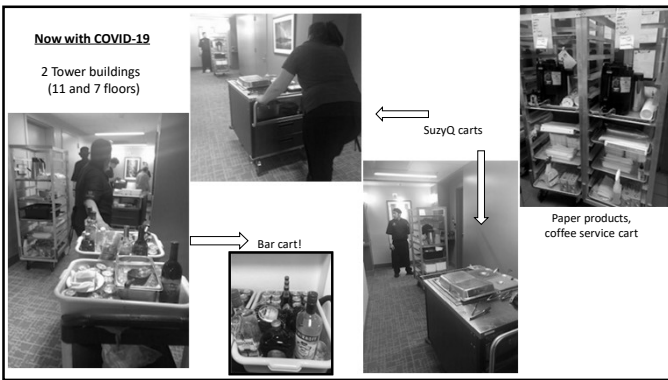 Now with COVID-19
2 Tower buildings
(11 and 7 floors)
SuzyQ carts
Bar cart!
Paper products,
coffee service cart